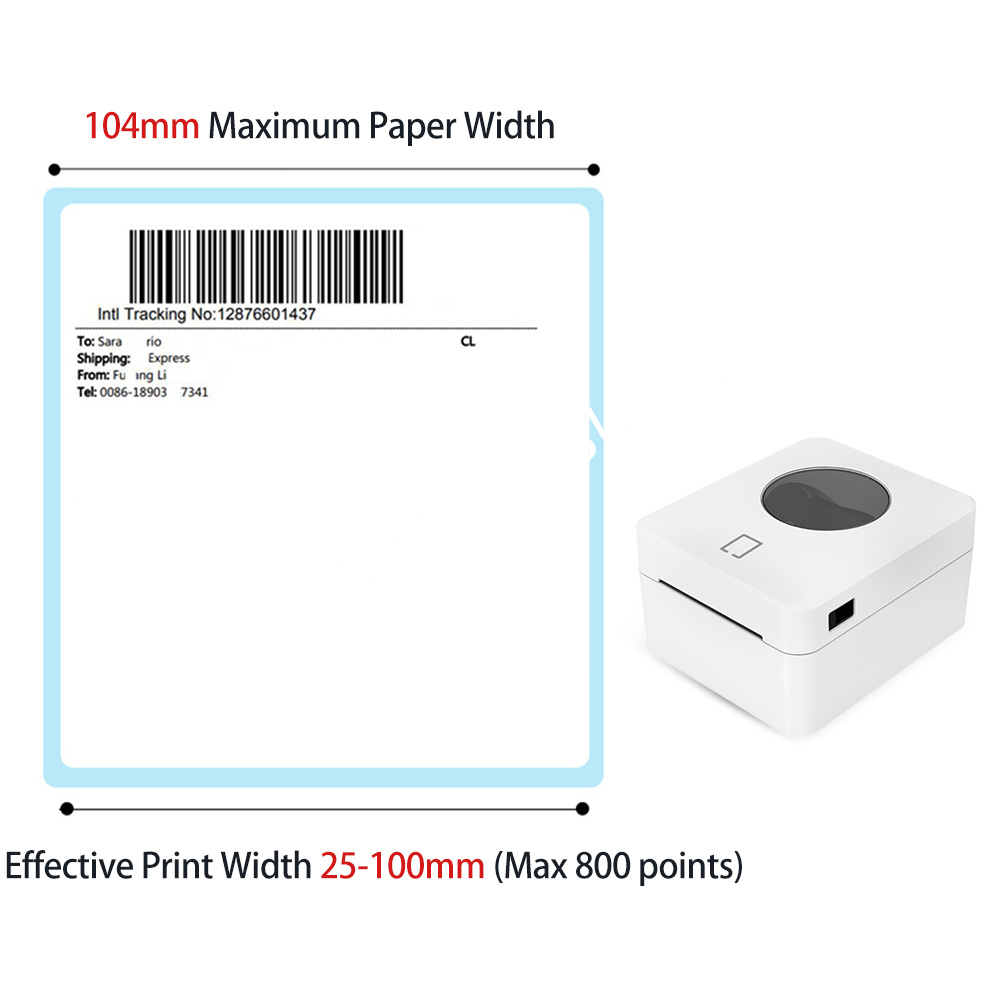 104mm Maximum Paper Width
Intl Tracking No:12876601437
To: Sara rio CL
Shipping: Express
From: Fu ng Li
Tel: 0086-18903 7341
Effective Print Width 25-100mm (Max 800 points)